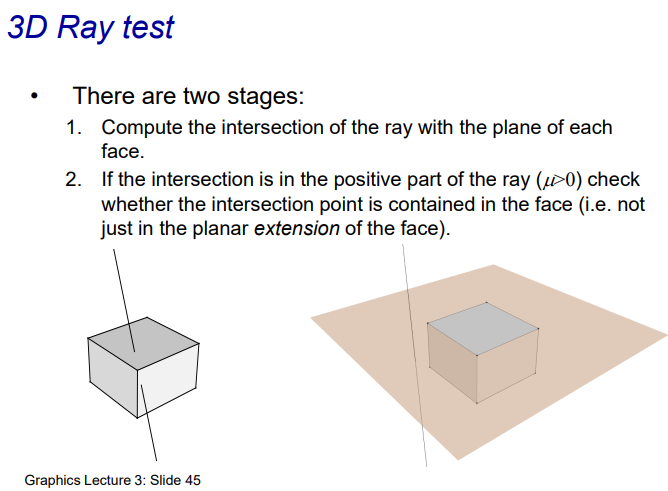 3D Ray test
• There are two stages:
1. Compute the intersection of the ray with the plane of each
face.
2. If the intersection is in the positive part of the ray (μ>0) check
whether the intersection point is contained in the face (i.e. not
just in the planar extension of the face).
Graphics Lecture 3: Slide 45